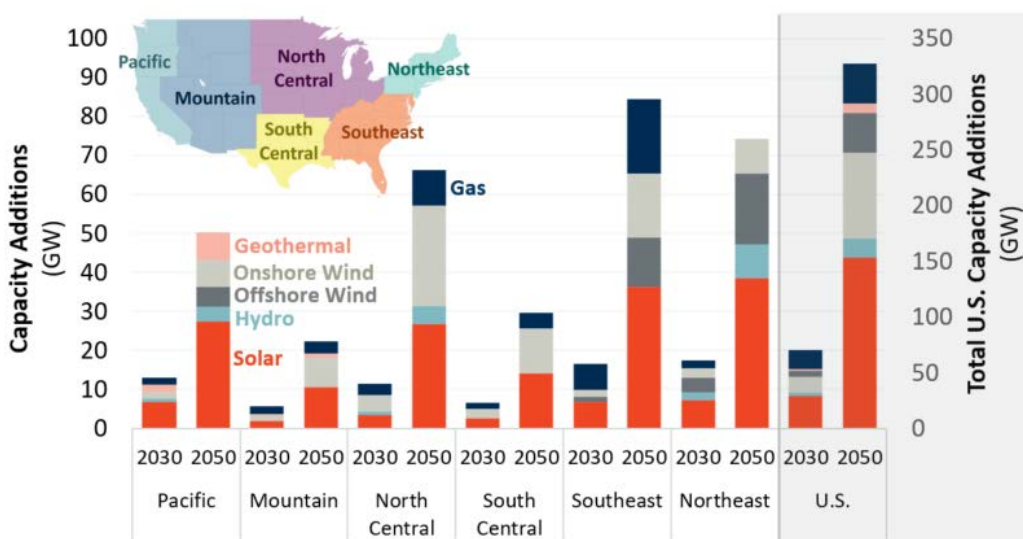 Capacity Additions
(GW)
100
90
80
70
60
50
40
30
20
10
0
Pacific
Mountain
North
Central
Northeast
South
Central
Southeast
Geothermal
Onshore Wind
Offshore Wind
Hydro
Solar
Gas
350
300
250
200
150
100
50
0
Total U.S. Capacity Additions
(GW)
2030 2050 2030 2050 2030 2050 2030 2050 2030 2050 2030 2050 2030 2050
Pacific Mountain North Central South Central Southeast Northeast U.S.